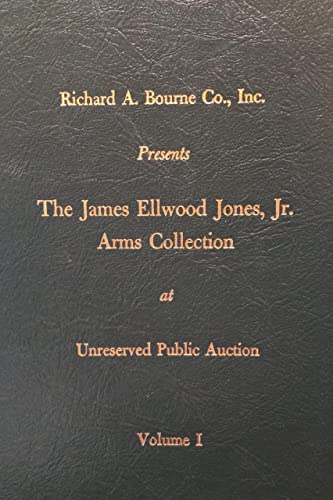 Richard A. Bourne Co., Inc.
Presents
The James Ellwood Jones, Jr.
Arms Collection
at
Unreserved Public Auction
Volume I